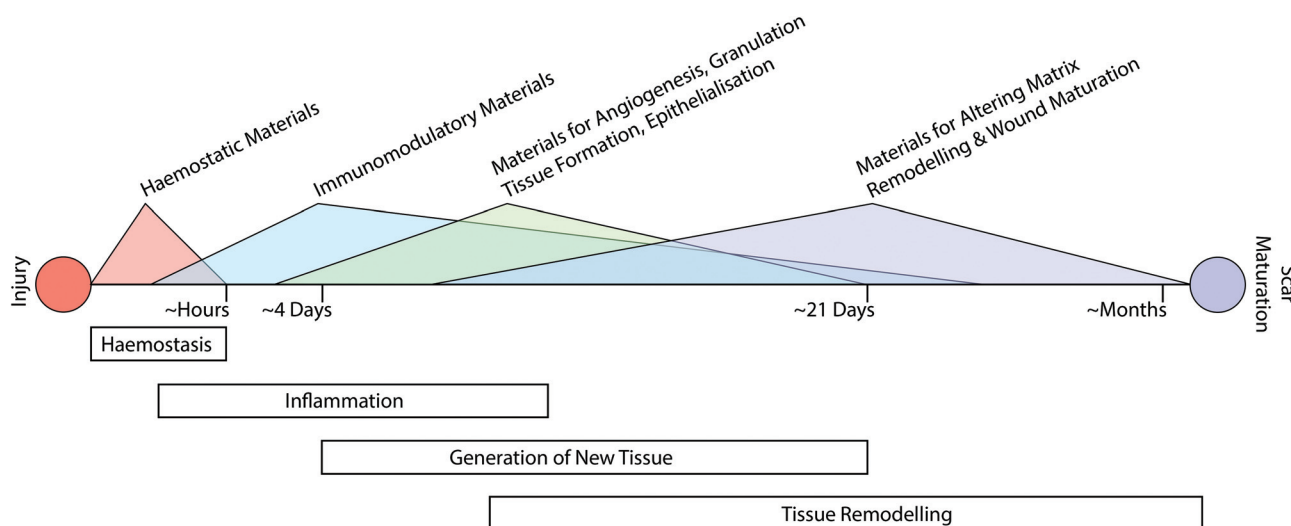 Haemostatic Materials
Immunomodulatory Materials
Materials for Angiogenesis, Granulation
Tissue Formation, Epithelialisation
Materials for Altering Matrix
Remodelling & Wound Maturation
Injury
Scar
Maturation
~Hours
~4 Days
~21 Days
~Months
Haemostasis
Inflammation
Generation of New Tissue
Tissue Remodelling